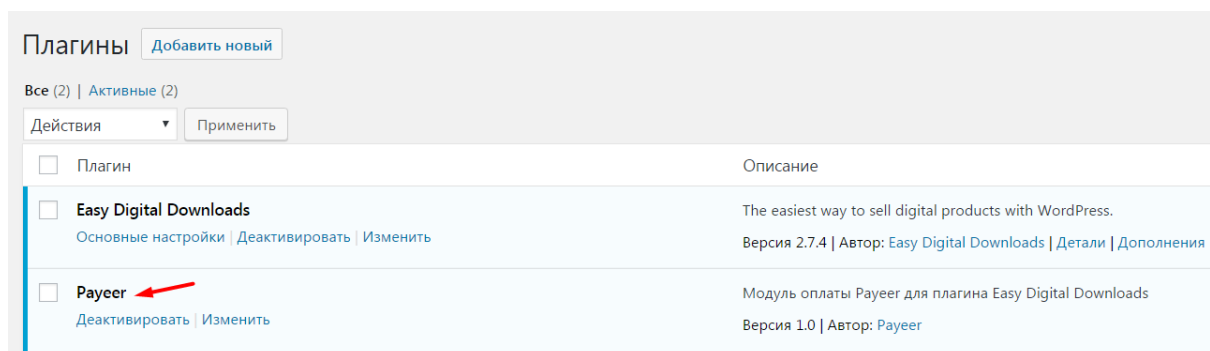 Плагины Добавить новый
Все (2) | Активные (2)
Действия Применить
Плагин Описание
Easy Digital Downloads The easiest way to sell digital products with WordPress.
Основные настройки | Деактивировать | Изменить Версия 2.7.4 | Автор: Easy Digital Downloads | Детали | Дополнения
Payeer Модуль оплаты Payeer для плагина Easy Digital Downloads
Деактивировать | Изменить Версия 1.0 | Автор: Payeer